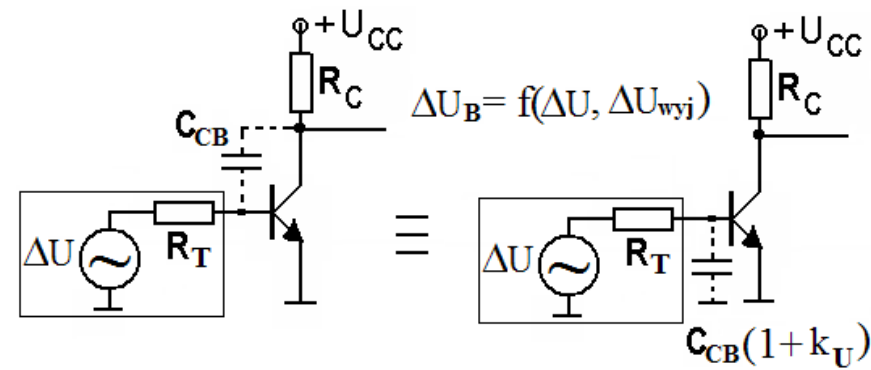 +U_CC
R_C
C_CB
ΔU
R_T
ΔU_B = f(ΔU, ΔU_wyj)
≡
+U_CC
R_C
ΔU
R_T
C_CB(1+k_U)